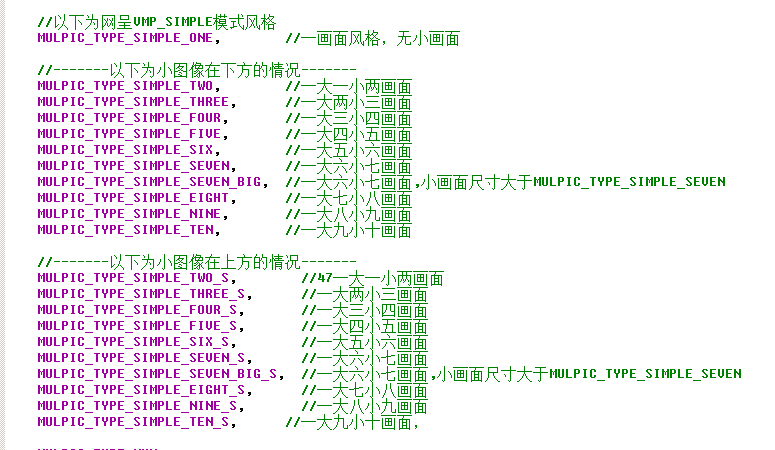 //以下为网呈VMP_SIMPLE模式风格
MULPIC_TYPE_SIMPLE_ONE, //一画面风格，无小画面
//-------以下为小图像在下方的情况-------
MULPIC_TYPE_SIMPLE_TWO, //一大一小两画面
MULPIC_TYPE_SIMPLE_THREE, //一大两小三画面
MULPIC_TYPE_SIMPLE_FOUR, //一大三小四画面
MULPIC_TYPE_SIMPLE_FIVE, //一大四小五画面
MULPIC_TYPE_SIMPLE_SIX, //一大五小六画面
MULPIC_TYPE_SIMPLE_SEVEN, //一大六小七画面
MULPIC_TYPE_SIMPLE_SEVEN_BIG, //一大六小七画面,小画面尺寸大于MULPIC_TYPE_SIMPLE_SEVEN
MULPIC_TYPE_SIMPLE_EIGHT, //一大七小八画面
MULPIC_TYPE_SIMPLE_NINE, //一大八小九画面
MULPIC_TYPE_SIMPLE_TEN, //一大九小十画面
//-------以下为小图像在上方的情况-------
MULPIC_TYPE_SIMPLE_TWO_S, //47一大一小两画面
MULPIC_TYPE_SIMPLE_THREE_S, //一大两小三画面
MULPIC_TYPE_SIMPLE_FOUR_S, //一大三小四画面
MULPIC_TYPE_SIMPLE_FIVE_S, //一大四小五画面
MULPIC_TYPE_SIMPLE_SIX_S, //一大五小六画面
MULPIC_TYPE_SIMPLE_SEVEN_S, //一大六小七画面
MULPIC_TYPE_SIMPLE_SEVEN_BIG_S, //一大六小七画面,小画面尺寸大于MULPIC_TYPE_SIMPLE_SEVEN
MULPIC_TYPE_SIMPLE_EIGHT_S, //一大七小八画面
MULPIC_TYPE_SIMPLE_NINE_S, //一大八小九画面
MULPIC_TYPE_SIMPLE_TEN_S, //一大九小十画面,